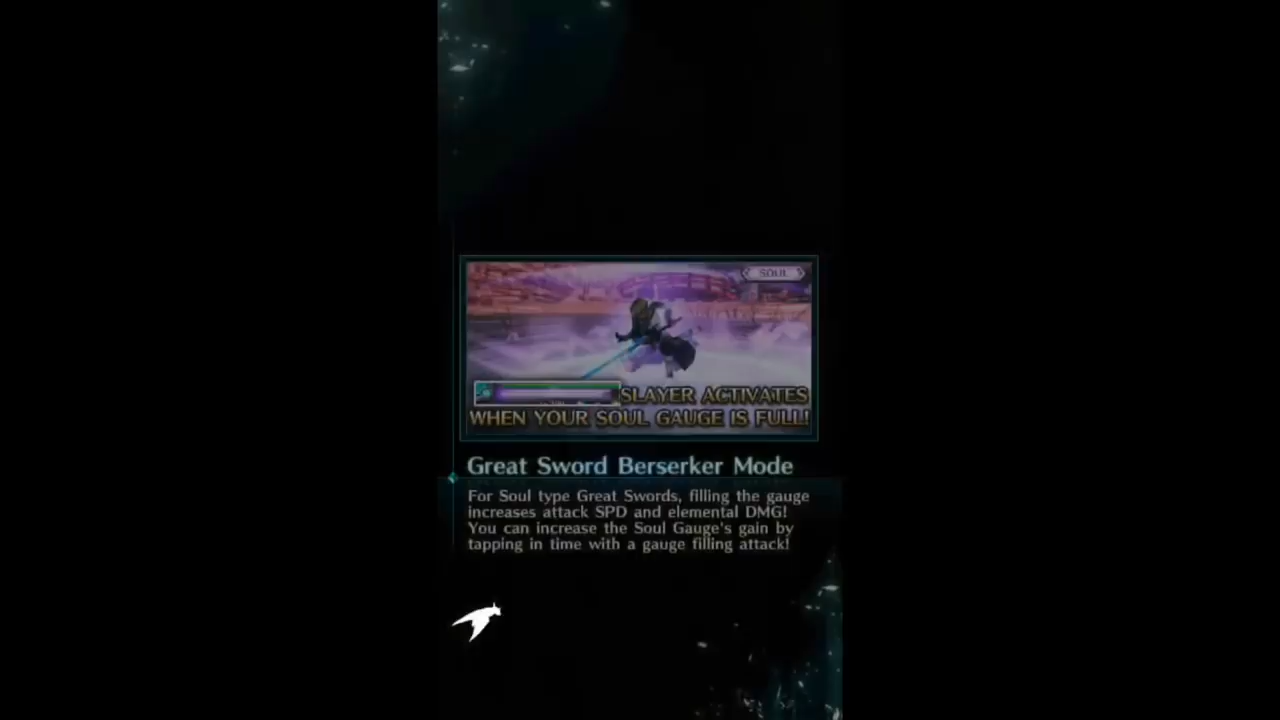 SOUL
SLAYER ACTIVATES
WHEN YOUR SOUL GAUGE IS FULL!
Great Sword Berserker Mode
For Soul type Great Swords, filling the gauge
increases attack SPD and elemental DMG!
You can increase the Soul Gauge's gain by
tapping in time with a gauge filling attack!